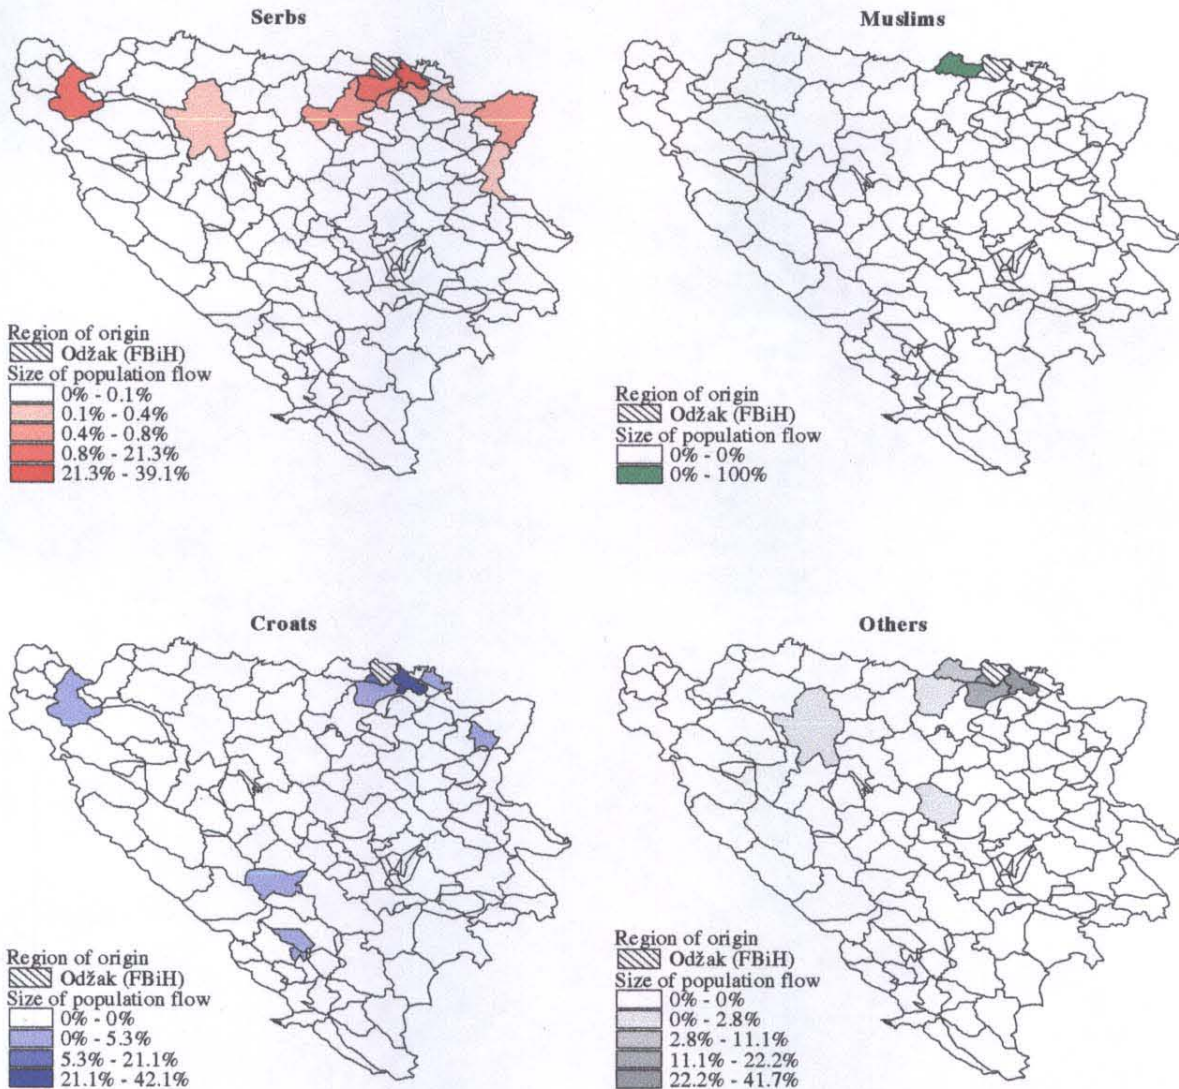 Serbs
Region of origin
Odžak (FBiH)
Size of population flow
0% - 0.1%
0.1% - 0.4%
0.4% - 0.8%
0.8% - 21.3%
21.3% - 39.1%
Muslims
Region of origin
Odžak (FBiH)
Size of population flow
0% - 0%
0% - 100%
Croats
Region of origin
Odžak (FBiH)
Size of population flow
0% - 0%
0% - 5.3%
5.3% - 21.1%
21.1% - 42.1%
Others
Region of origin
Odžak (FBiH)
Size of population flow
0% - 0%
0% - 2.8%
2.8% - 11.1%
11.1% - 22.2%
22.2% - 41.7%